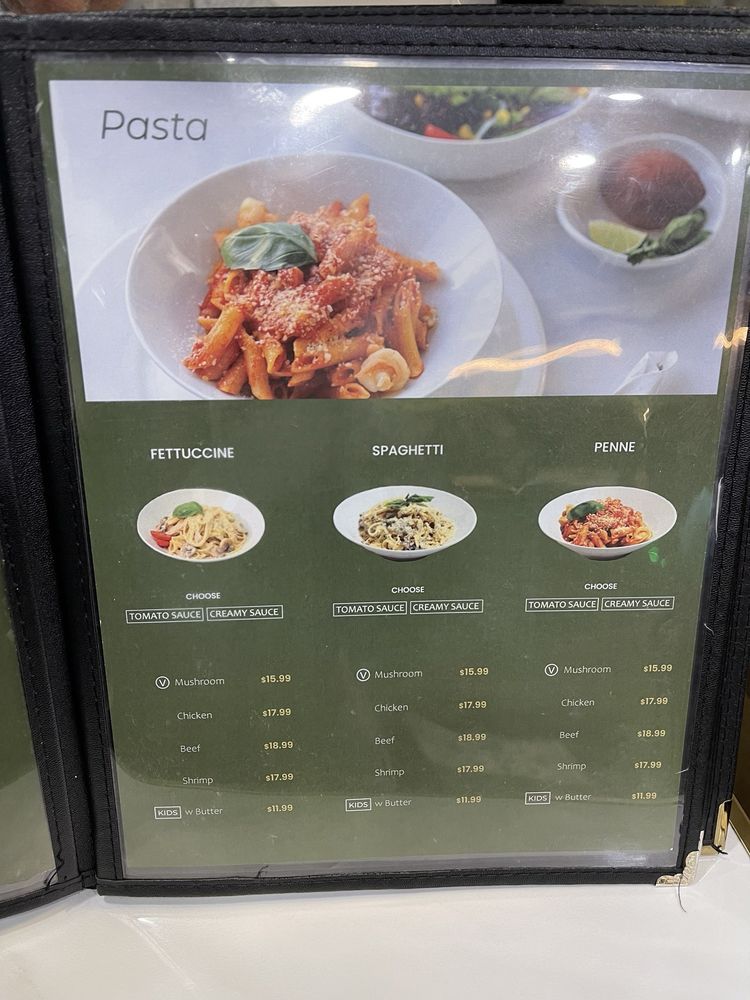 Pasta
FETTUCCINE
CHOOSE
TOMATO SAUCE CREAMY SAUCE
V Mushroom $15.99
Chicken $17.99
Beef $18.99
Shrimp $17.99
KIDS w Butter $11.99
SPAGHETTI
CHOOSE
TOMATO SAUCE CREAMY SAUCE
V Mushroom $15.99
Chicken $17.99
Beef $18.99
Shrimp $17.99
KIDS w Butter $11.99
PENNE
CHOOSE
TOMATO SAUCE CREAMY SAUCE
V Mushroom $15.99
Chicken $17.99
Beef $18.99
Shrimp $17.99
KIDS w Butter $11.99